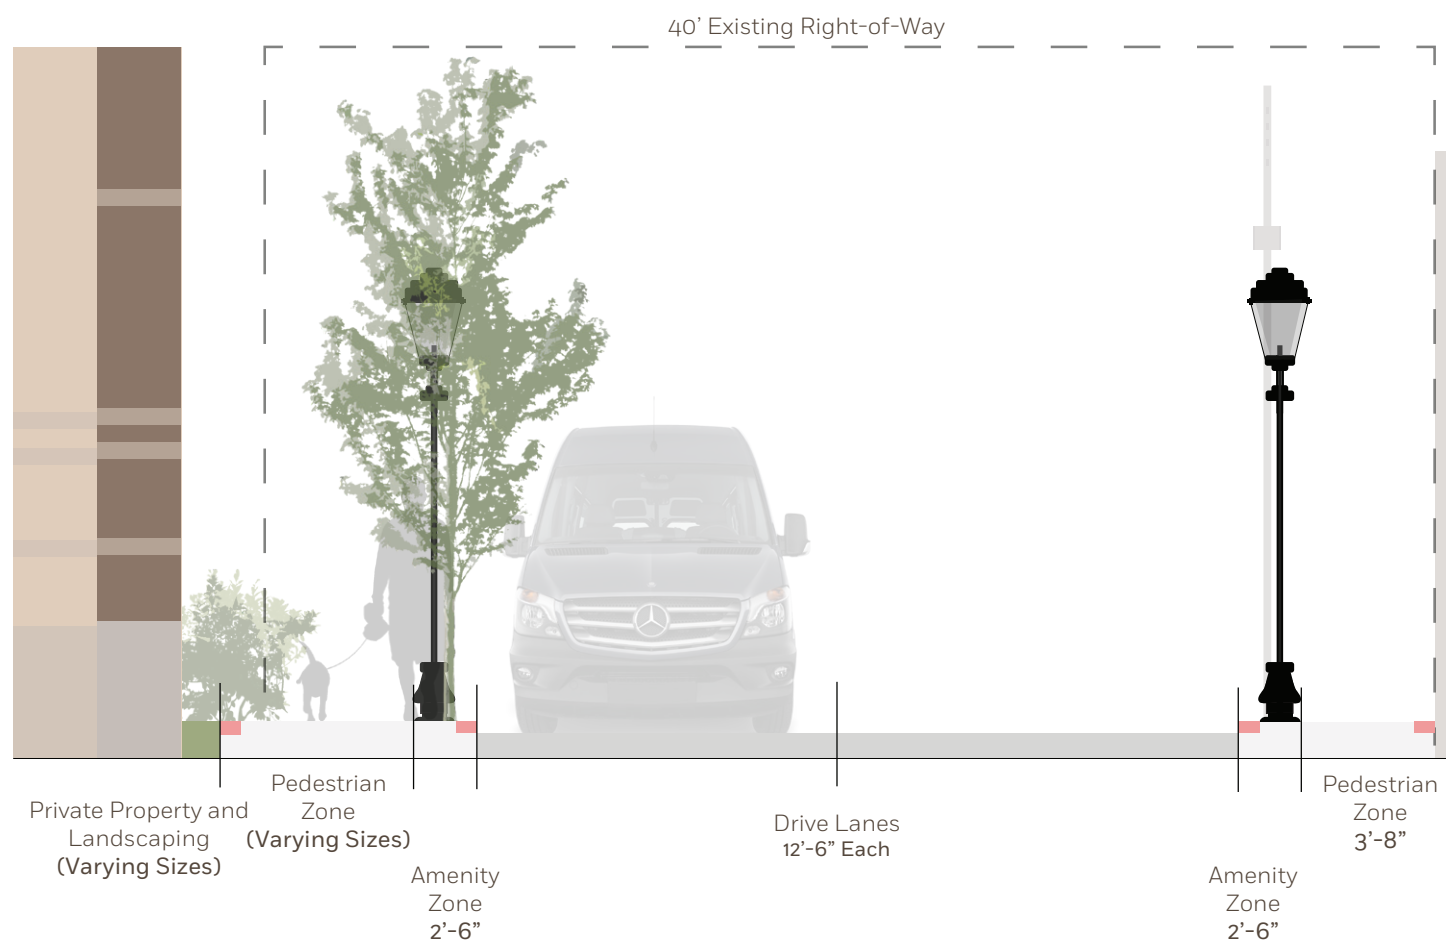 40’ Existing Right-of-Way
Private Property and
Landscaping
(Varying Sizes)
Pedestrian
Zone
(Varying Sizes)
Amenity
Zone
2’-6”
Drive Lanes
12’-6” Each
Amenity
Zone
2’-6”
Pedestrian
Zone
3’-8”